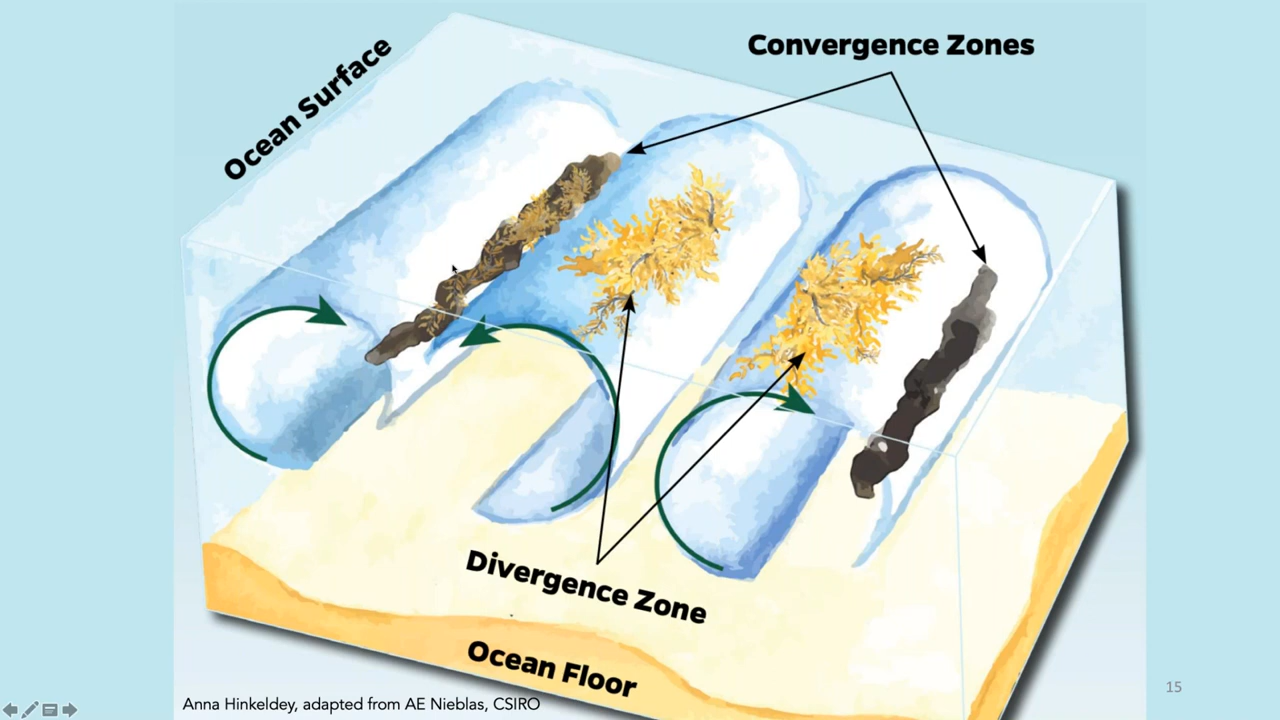 Convergence Zones
Ocean Surface
Divergence Zone
Ocean Floor
Anna Hinkeldey, adapted from AE Nieblas, CSIRO
15